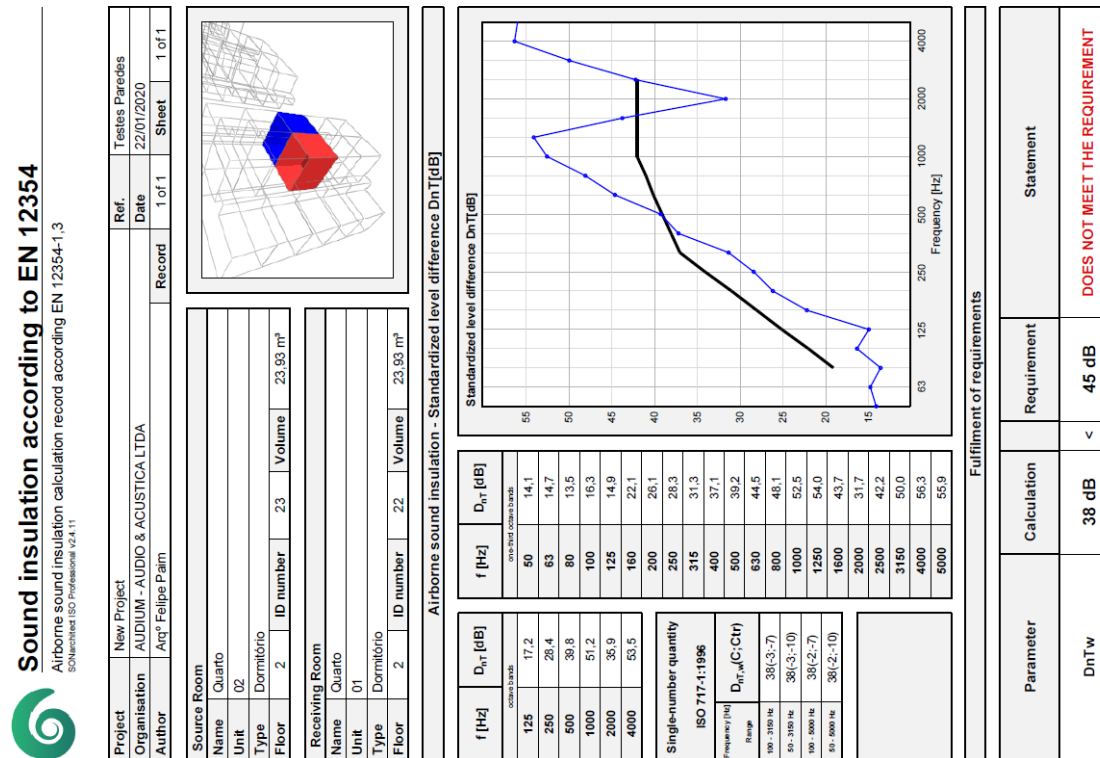 Sound insulation according to EN 12354
Airborne sound insulation calculation record according EN 12354-1,3
SONarchitect ISO Professional v2.4.11
Project New Project Ref. Testes Paredes
Organisation AUDIUM - AUDIO & ACUSTICA LTDA Date 22/01/2020
Author Arqº Felipe Paim Record 1 of 1 Sheet 1 of 1
Source Room
Name Quarto
Unit 02
Type Dormitório
Floor 2 ID number 23 Volume 23,93 m³
Receiving Room
Name Quarto
Unit 01
Type Dormitório
Floor 2 ID number 22 Volume 23,93 m³
Airborne sound insulation - Standardized level difference DnT[dB]
f [Hz] DnT [dB]
octave bands
125 17,2
250 28,4
500 39,8
1000 51,2
2000 35,9
4000 53,5
Single-number quantity
ISO 717-1:1996
Frequency [Hz] Range DnT,w(C;Ctr)
100 - 3150 Hz 38(-3;-7)
50 - 3150 Hz 38(-3;-10)
100 - 5000 Hz 38(-2;-7)
50 - 5000 Hz 38(-2;-10)
f [Hz] DnT [dB]
one-third octave bands
50 14,1
63 14,7
80 13,5
100 16,3
125 14,9
160 22,1
200 26,1
250 28,3
315 31,3
400 37,1
500 39,2
630 44,5
800 48,1
1000 52,5
1250 54,0
1600 43,7
2000 31,7
2500 42,2
3150 50,0
4000 56,3
5000 55,9
Standardized level difference DnT[dB]
55
50
45
40
35
30
25
20
15
63 125 250 500 1000 2000 4000
Frequency [Hz]
Fulfilment of requirements
Parameter Calculation Requirement Statement
DnTw 38 dB < 45 dB DOES NOT MEET THE REQUIREMENT